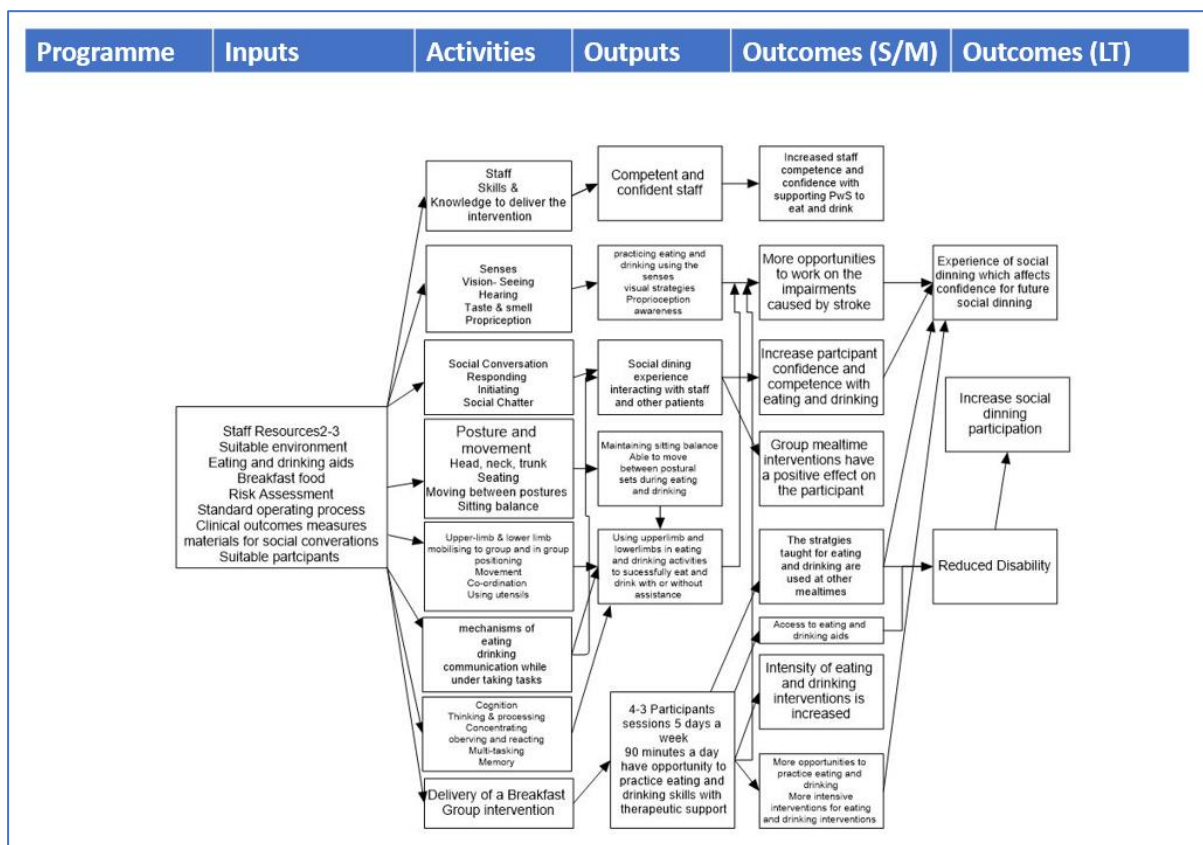 Programme
Inputs
Activities
Outputs
Outcomes (S/M)
Outcomes (LT)
Staff Resources2-3
Suitable environment
Eating and drinking aids
Breakfast food
Risk Assessment
Standard operating process
Clinical outcomes measures
materials for social converations
Suitable partcipants
Staff
Skills &
Knowledge to deliver the
intervention
Senses
Vision- Seeing
Hearing
Taste & smell
Propriception
Social Conversation
Responding
Initiating
Social Chatter
Posture and
movement
Head, neck, trunk
Seating
Moving between postures
Sitting balance
Upper-limb & lower limb
mobilising to group and in group
positioning
Movement
Co-ordination
Using utensils
mechanisms of
eating
drinking
communication while
under taking tasks
Cognition
Thinking & processing
Concentrating
oberving and reacting
Multi-tasking
Memory
Delivery of a Breakfast
Group intervention
Competent and
confident staff
practicing eating and
drinking using the
senses
visual strategies
Proprioception
awareness
Social dining
experience
interacting with staff
and other patients
Maintaining sitting balance
Able to move
between postural
sets during eating
and drinking
Using upperlimb and
lowerlimbs in eating
and drinking activities
to sucessfully eat and
drink with or without
assistance
4-3 Participants
sessions 5 days a
week
90 minutes a day
have opportunity to
practice eating and
drinking skills with
therapeutic support
Increased staff
competence and
confidence with
supporting PwS to
eat and drink
More opportunities
to work on the
impairments
caused by stroke
Increase partcipant
confidence and
competence with
eating and drinking
Group mealtime
interventions have
a positive effect on
the participant
The stratgies
taught for eating
and drinking are
used at other
mealtimes
Access to eating and
drinking aids
Intensity of eating
and drinking
interventions is
increased
More opportunities to
practice eating and
drinking
More intensive
interventions for eating
and drinking interventions
Experience of social
dinning which affects
confidence for future
social dinning
Increase social
dinning
participation
Reduced Disability